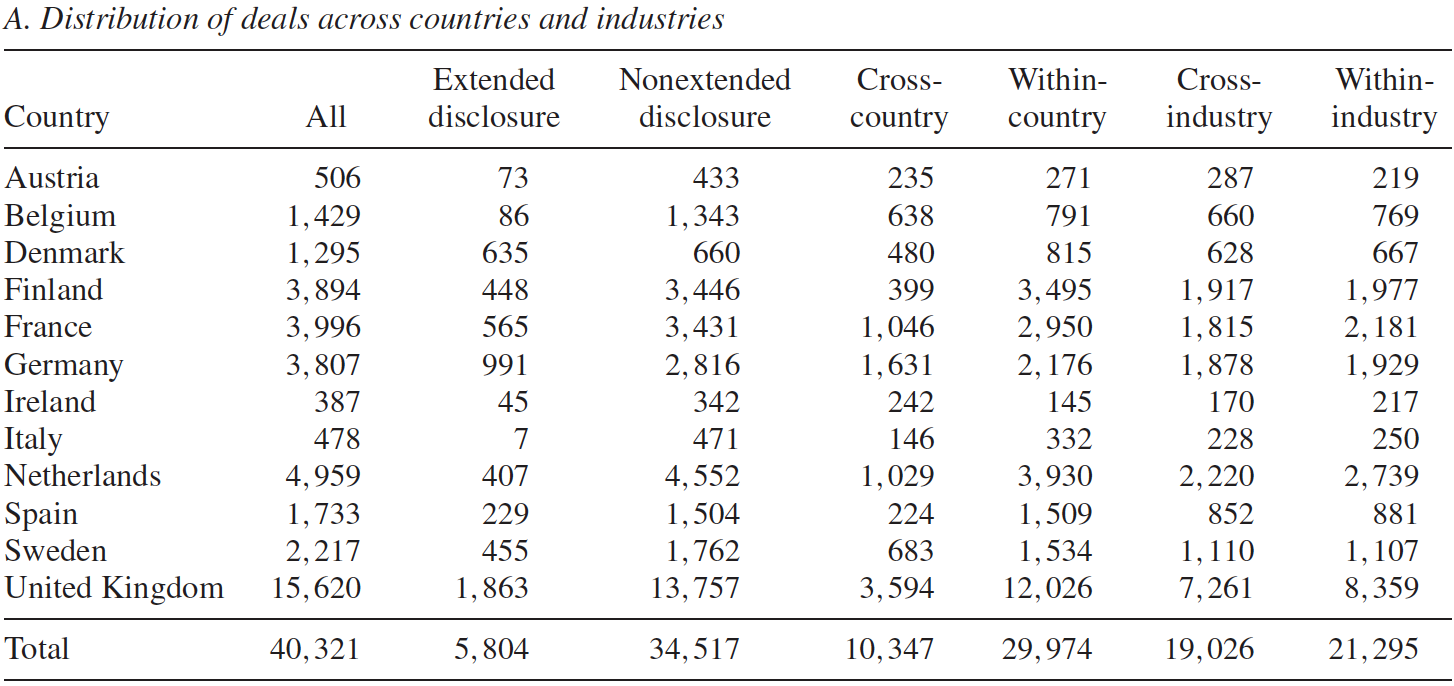 A. Distribution of deals across countries and industries
Extended Nonextended Cross- Within- Cross- Within-
Country All disclosure disclosure country country industry industry
Austria 506 73 433 235 271 287 219
Belgium 1,429 86 1,343 638 791 660 769
Denmark 1,295 635 660 480 815 628 667
Finland 3,894 448 3,446 399 3,495 1,917 1,977
France 3,996 565 3,431 1,046 2,950 1,815 2,181
Germany 3,807 991 2,816 1,631 2,176 1,878 1,929
Ireland 387 45 342 242 145 170 217
Italy 478 7 471 146 332 228 250
Netherlands 4,959 407 4,552 1,029 3,930 2,220 2,739
Spain 1,733 229 1,504 224 1,509 852 881
Sweden 2,217 455 1,762 683 1,534 1,110 1,107
United Kingdom 15,620 1,863 13,757 3,594 12,026 7,261 8,359
Total 40,321 5,804 34,517 10,347 29,974 19,026 21,295